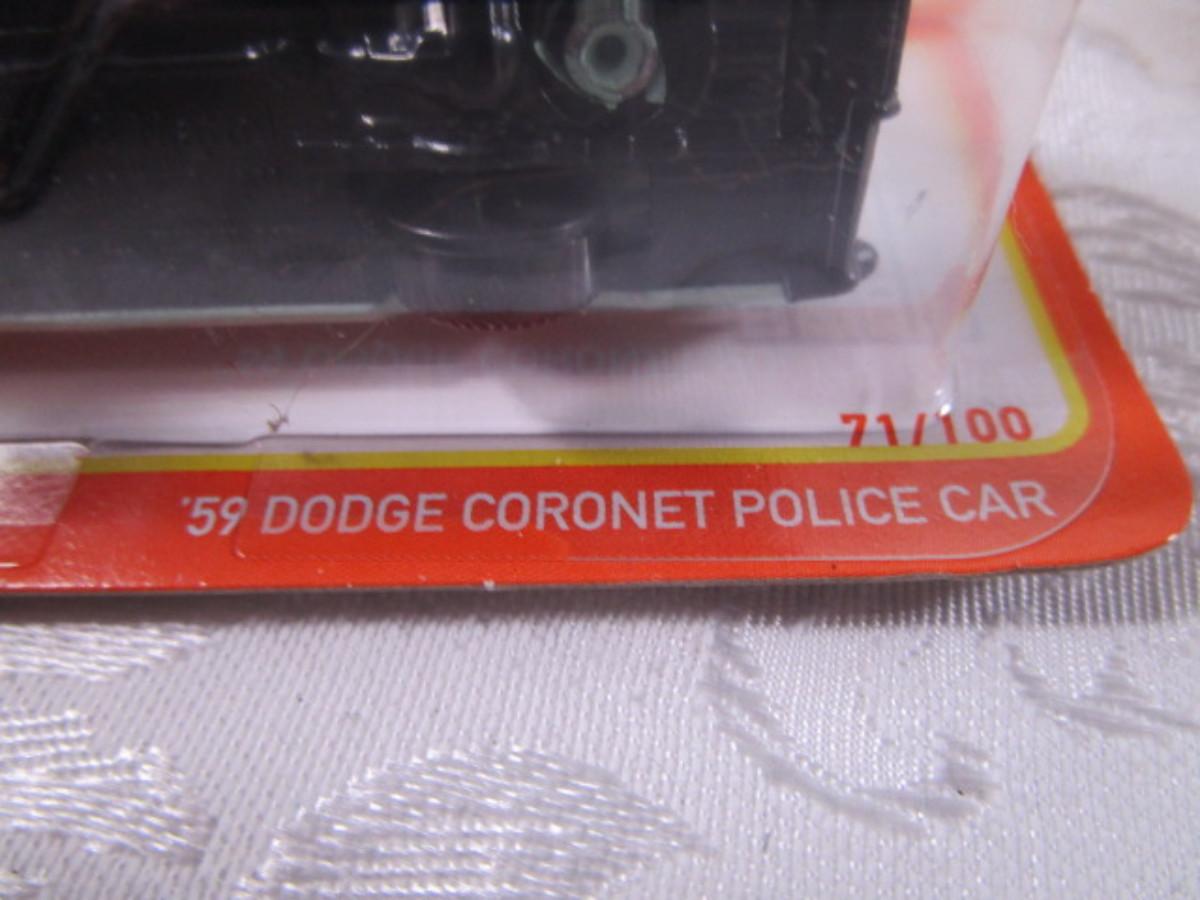 71/100
'59 DODGE CORONET POLICE CAR